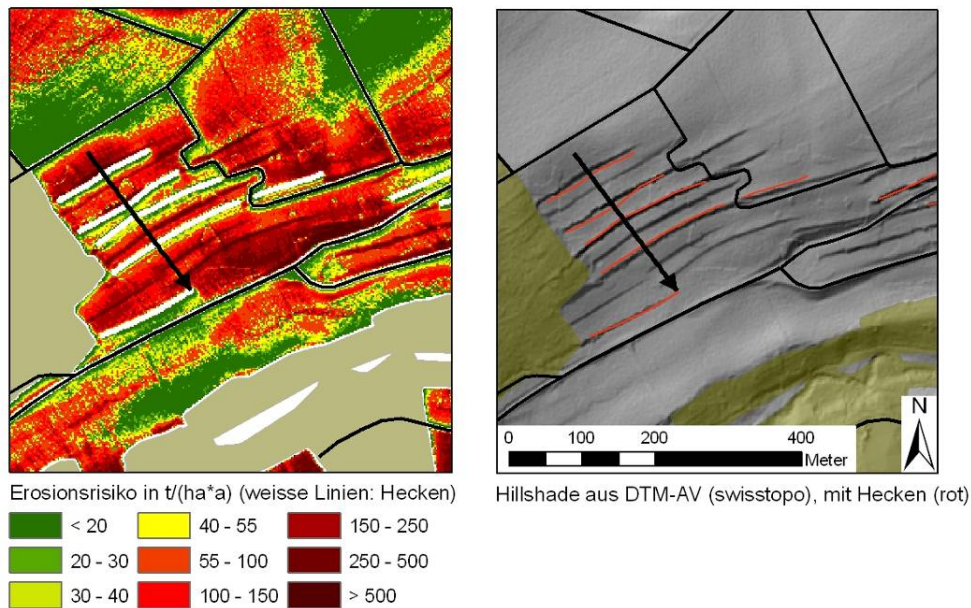 N
0 100 200 400
Meter
Erosionsrisiko in t/(ha*a) (weisse Linien: Hecken)
Hillshade aus DTM-AV (swisstopo), mit Hecken (rot)
< 20 40 - 55 150 - 250
20 - 30 55 - 100 250 - 500
30 - 40 100 - 150 > 500